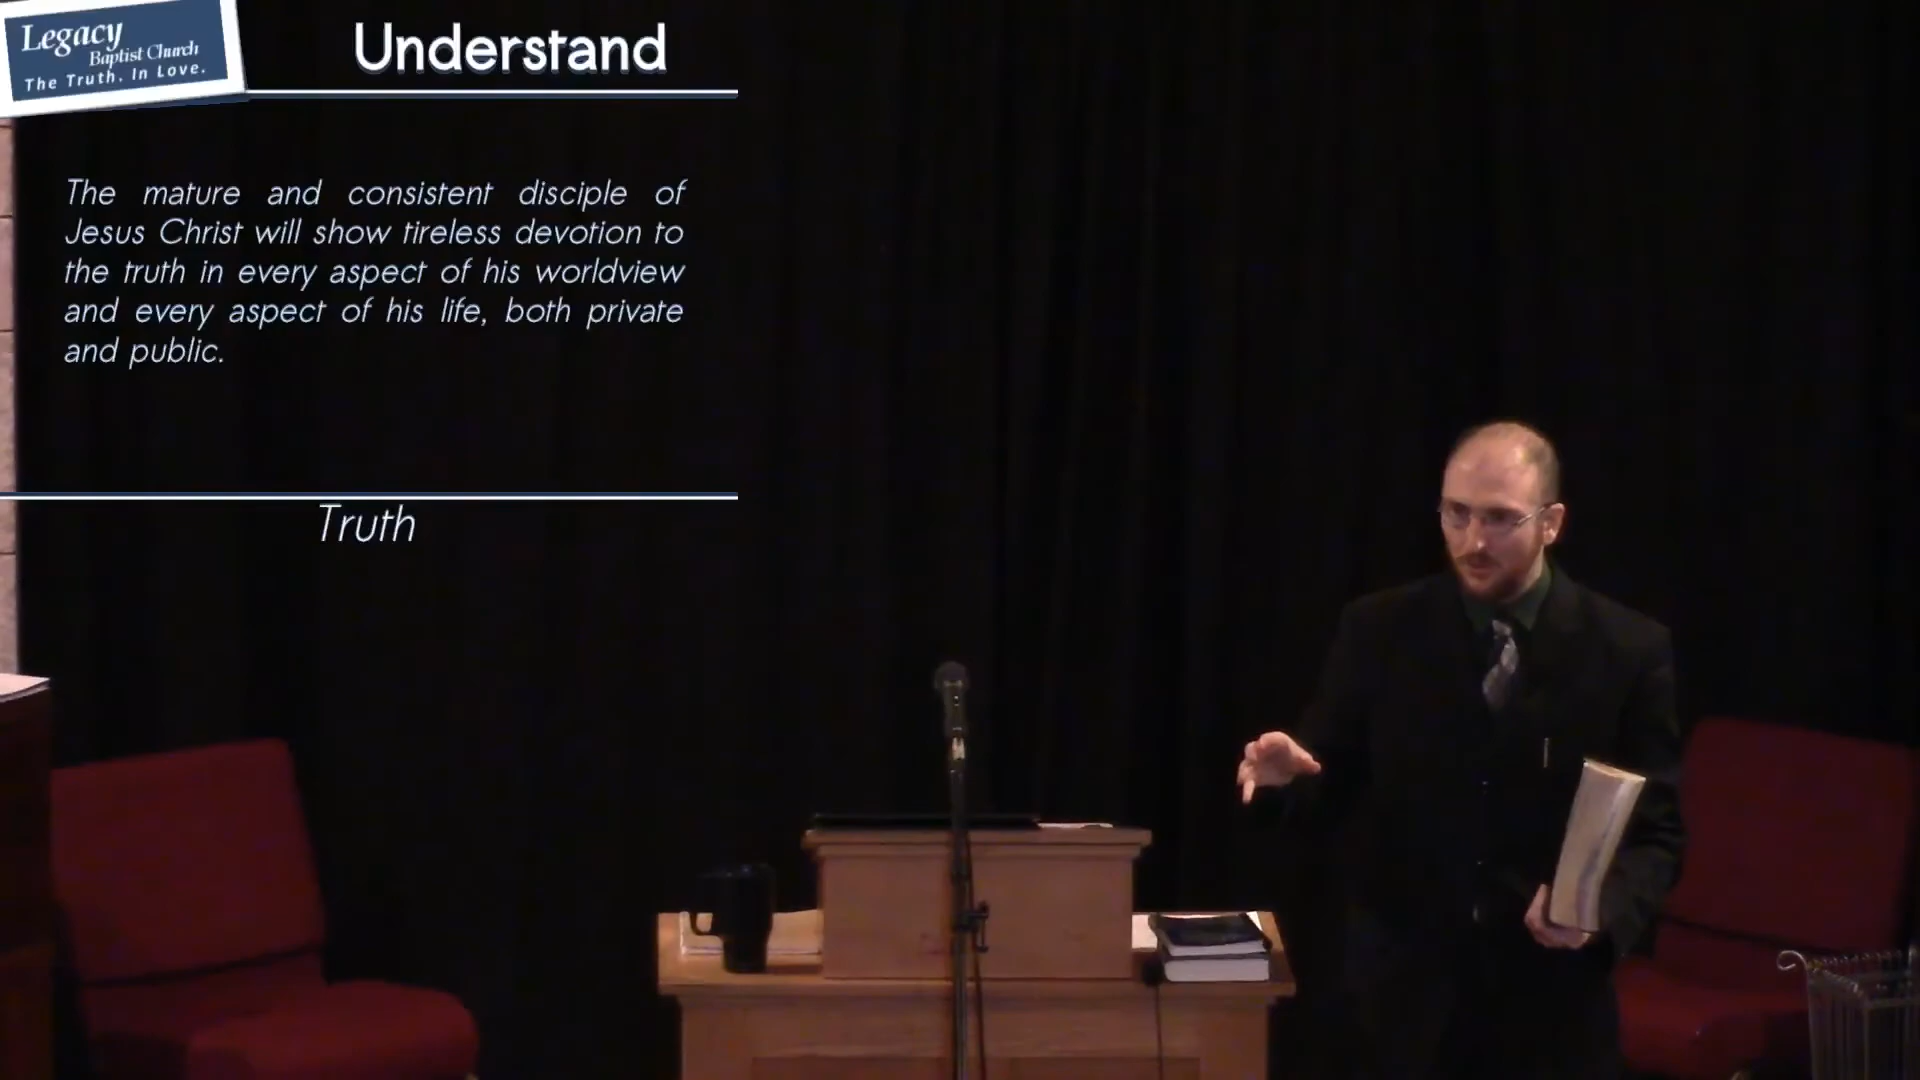 Legacy
Baptist Church
The Truth. In Love.
Understand
The mature and consistent disciple of
Jesus Christ will show tireless devotion to
the truth in every aspect of his worldview
and every aspect of his life, both private
and public.
Truth